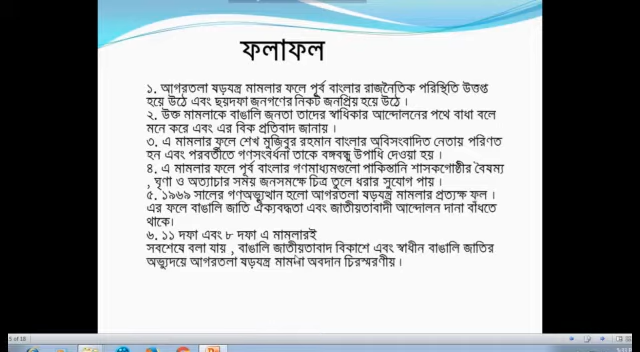 ফলাফল
১. আগরতলা ষড়যন্ত্র মামলার ফলে পূর্ব বাংলার রাজনৈতিক পরিস্থিতি উত্তপ্ত
হয়ে উঠে এবং ছয়দফা জনগণের নিকট জনপ্রিয় হয়ে উঠে ।
২. উক্ত মামলাকে বাঙালি জনতা তাদের স্বাধিকার আন্দোলনের পথে বাধা বলে
মনে করে এবং এর বিক প্রতিবাদ জানায় ।
৩. এ মামলার ফলে শেখ মুজিবুর রহমান বাংলার অবিসংবাদিত নেতায় পরিণত
হন এবং পরবর্তীতে গণসংবর্ধনা তাকে বঙ্গবন্ধু উপাধি দেওয়া হয় ।
৪. এ মামলার ফলে পূর্ব বাংলার গণমাধ্যমগুলো পাকিস্তানি শাসকগোষ্ঠীর বৈষম্য
, ঘৃণা ও অত্যাচার সময় জনসমক্ষে চিত্র তুলে ধরার সুযোগ পায় ।
৫. ১৯৬৯ সালের গণঅভ্যুত্থান হলো আগরতলা ষড়যন্ত্র মামলার প্রত্যক্ষ ফল ।
এর ফলে বাঙালি জাতি ঐক্যবদ্ধতা এবং জাতীয়তাবাদী আন্দোলন দানা বাঁধতে
থাকে।
৬. ১১ দফা এবং ৮ দফা এ মামলারই
সবশেষে বলা যায় , বাঙালি জাতীয়তাবাদ বিকাশে এবং স্বাধীন বাঙালি জাতির
অভ্যুদয়ে আগরতলা ষড়যন্ত্র অবদান চিরস্মরণীয় ।
of 18